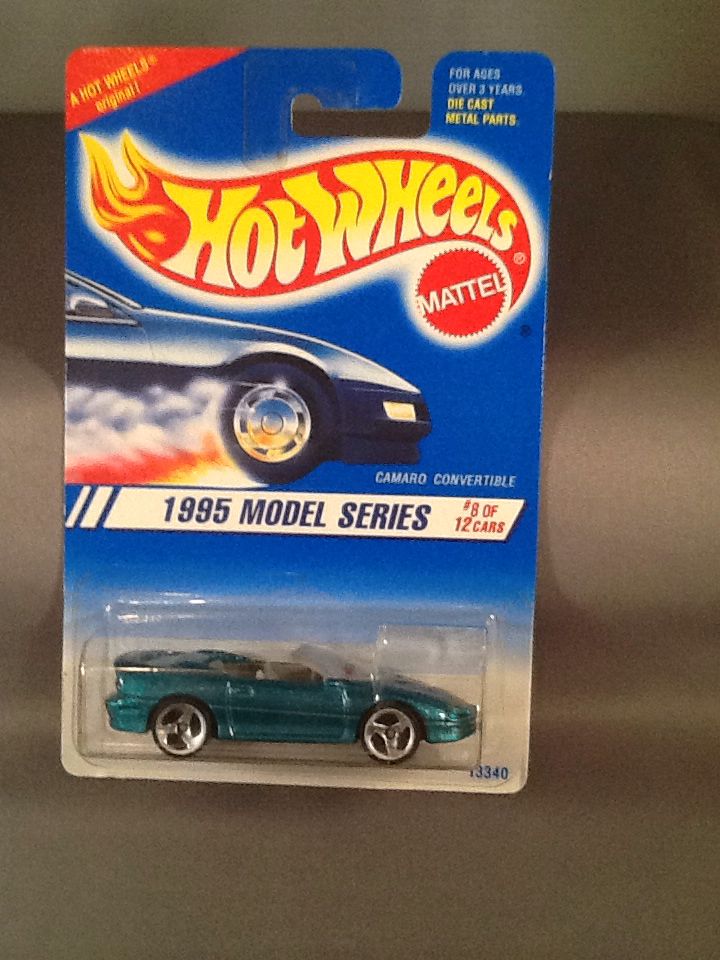 A HOT WHEELS®
original!
FOR AGES
OVER 3 YEARS
DIE CAST
METAL PARTS.
HOT WHEELS®
MATTEL®
CAMARO CONVERTIBLE
1995 MODEL SERIES
#8 OF
12 CARS
13340